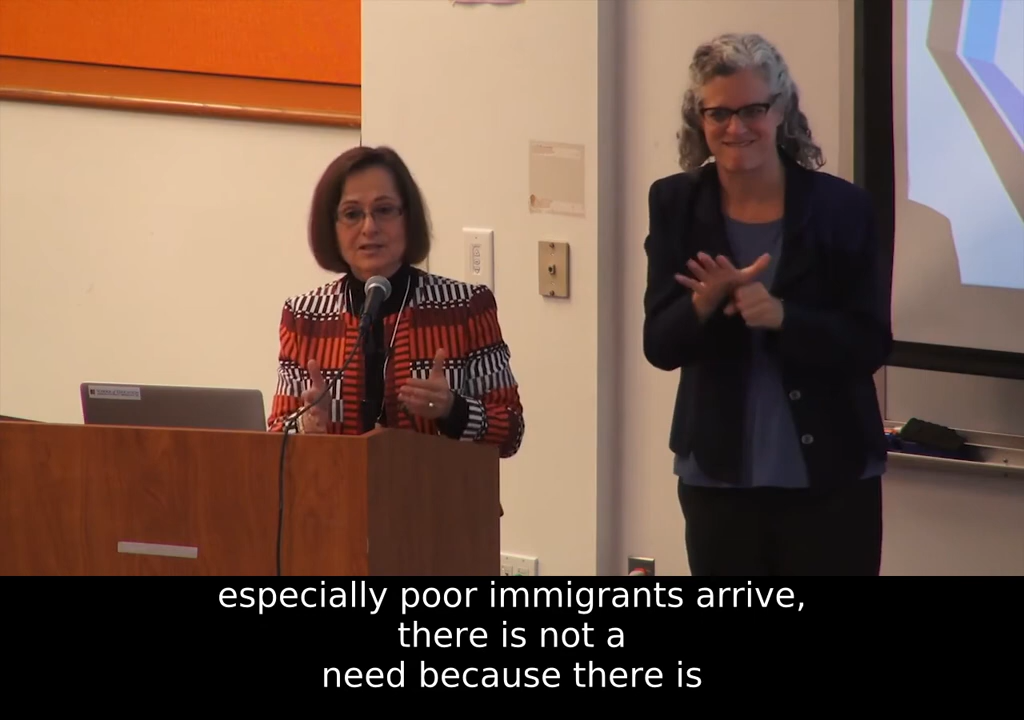 especially poor immigrants arrive,
there is not a
need because there is